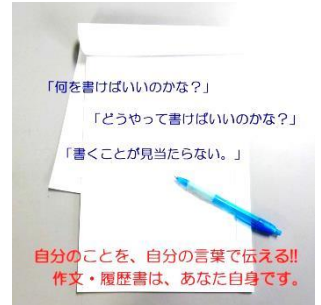 「何を書けばいいのかな？」
「どうやって書けばいいのかな？」
「書くことが見当たらない。」
自分のことを、自分の言葉で伝える!!
作文・履歴書は、あなた自身です。